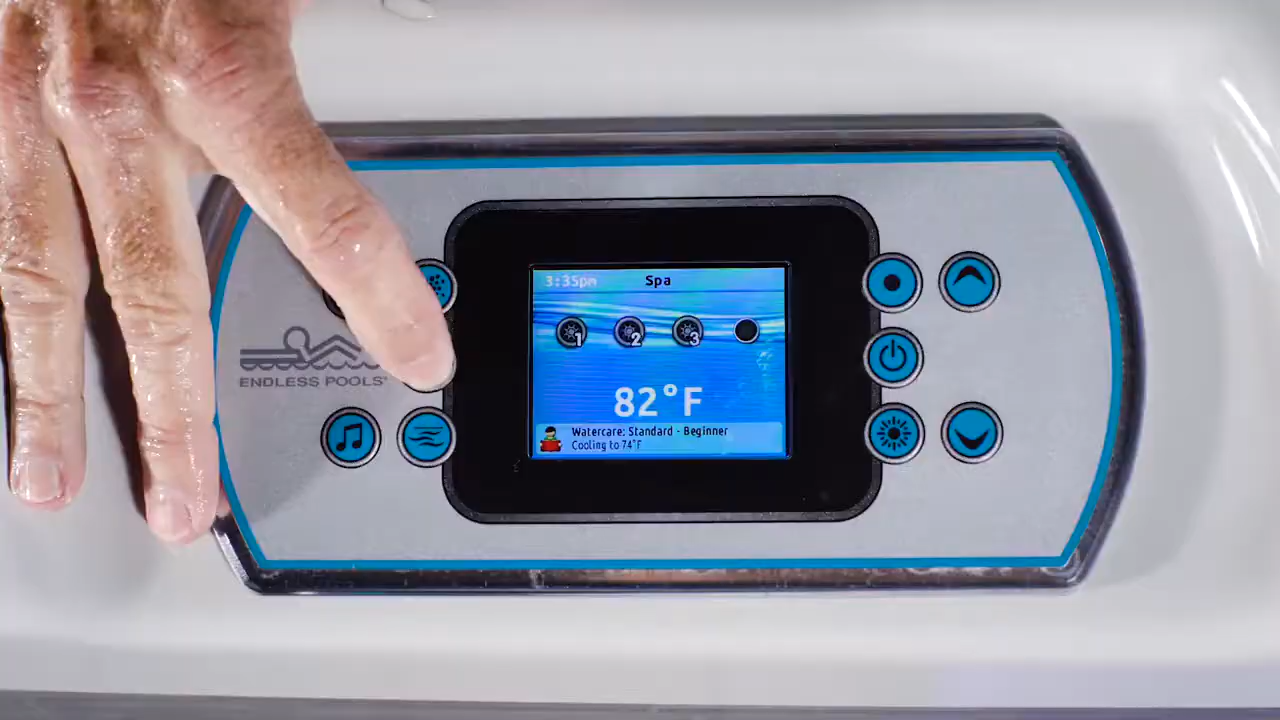 3:35pm Spa
1 2 3
ENDLESS POOLS
82°F
Watercare: Standard - Beginner
Cooling to 74°F